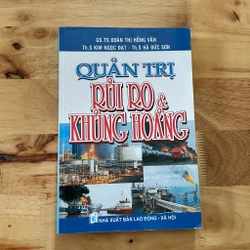 GS.TS ĐOÀN THỊ HỒNG VÂN
Th.S KIM NGỌC ĐẠT - Th.S HÀ ĐỨC SƠN
QUẢN TRỊ
RỦI RO &
KHỦNG HOẢNG
NHÀ XUẤT BẢN LAO ĐỘNG - XÃ HỘI